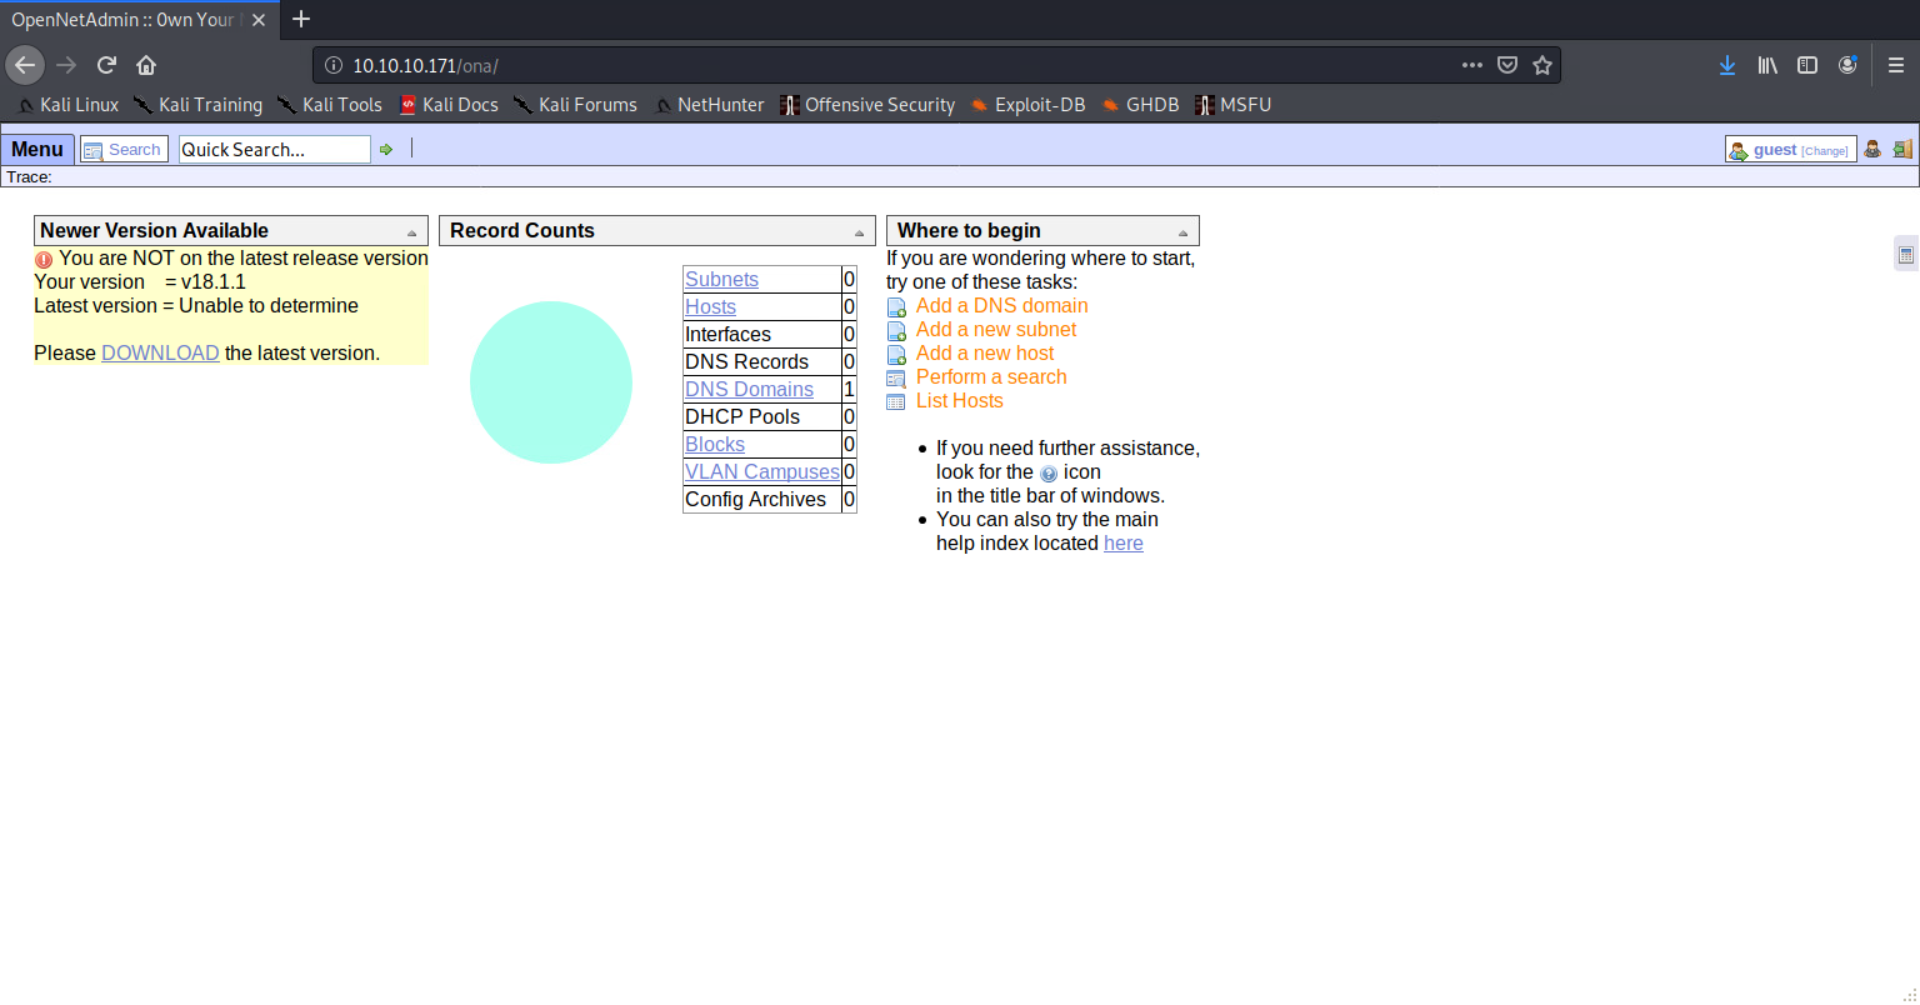 OpenNetAdmin :: 0wn Your
10.10.10.171/ona/
Kali Linux Kali Training Kali Tools Kali Docs Kali Forums NetHunter Offensive Security Exploit-DB GHDB MSFU
Menu Search Quick Search... guest [Change]
Trace:
Newer Version Available
You are NOT on the latest release version
Your version = v18.1.1
Latest version = Unable to determine
Please DOWNLOAD the latest version.
Record Counts
Subnets 0
Hosts 0
Interfaces 0
DNS Records 0
DNS Domains 1
DHCP Pools 0
Blocks 0
VLAN Campuses 0
Config Archives 0
Where to begin
If you are wondering where to start,
try one of these tasks:
Add a DNS domain
Add a new subnet
Add a new host
Perform a search
List Hosts
If you need further assistance,
look for the icon
in the title bar of windows.
You can also try the main
help index located here